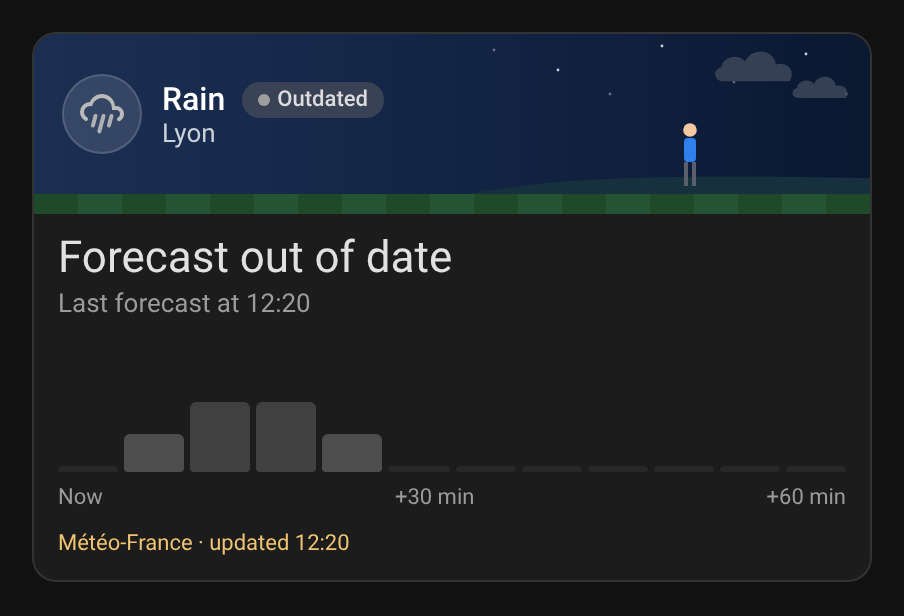 Rain
Outdated
Lyon
Forecast out of date
Last forecast at 12:20
Now
+30 min
+60 min
Météo-France · updated 12:20